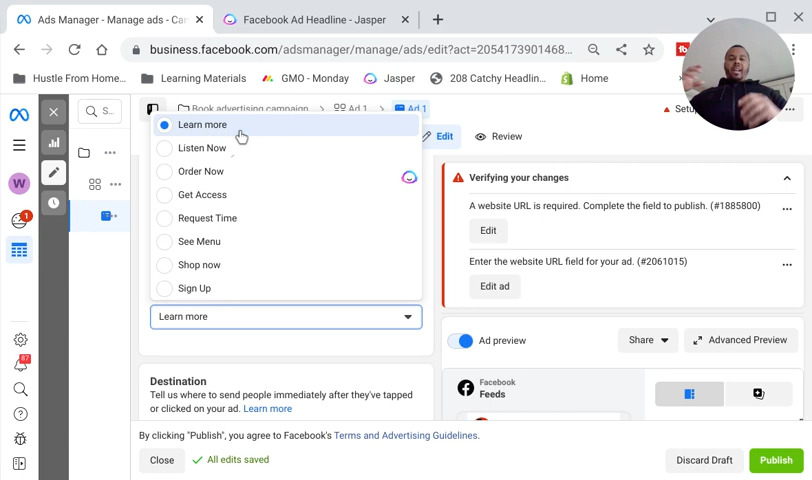 Ads Manager - Manage ads - Ca
Facebook Ad Headline - Jasper
business.facebook.com/adsmanager/manage/ads/edit?act=2054173901468...
Hustle From Home...
Learning Materials
GMO - Monday
Jasper
208 Catchy Headlin...
Home
S...
Book advertising campaign
Ad 1
Ad 1
Edit
Review
W
1
87
Learn more
Listen Now
Order Now
Get Access
Request Time
See Menu
Shop now
Sign Up
Learn more
Destination
Tell us where to send people immediately after they've tapped
or clicked on your ad. Learn more
Verifying your changes
A website URL is required. Complete the field to publish. (#1885800)
Edit
Enter the website URL field for your ad. (#2061015)
Edit ad
Ad preview
Share
Advanced Preview
Facebook
Feeds
By clicking "Publish", you agree to Facebook's Terms and Advertising Guidelines.
Close
All edits saved
Discard Draft
Publish